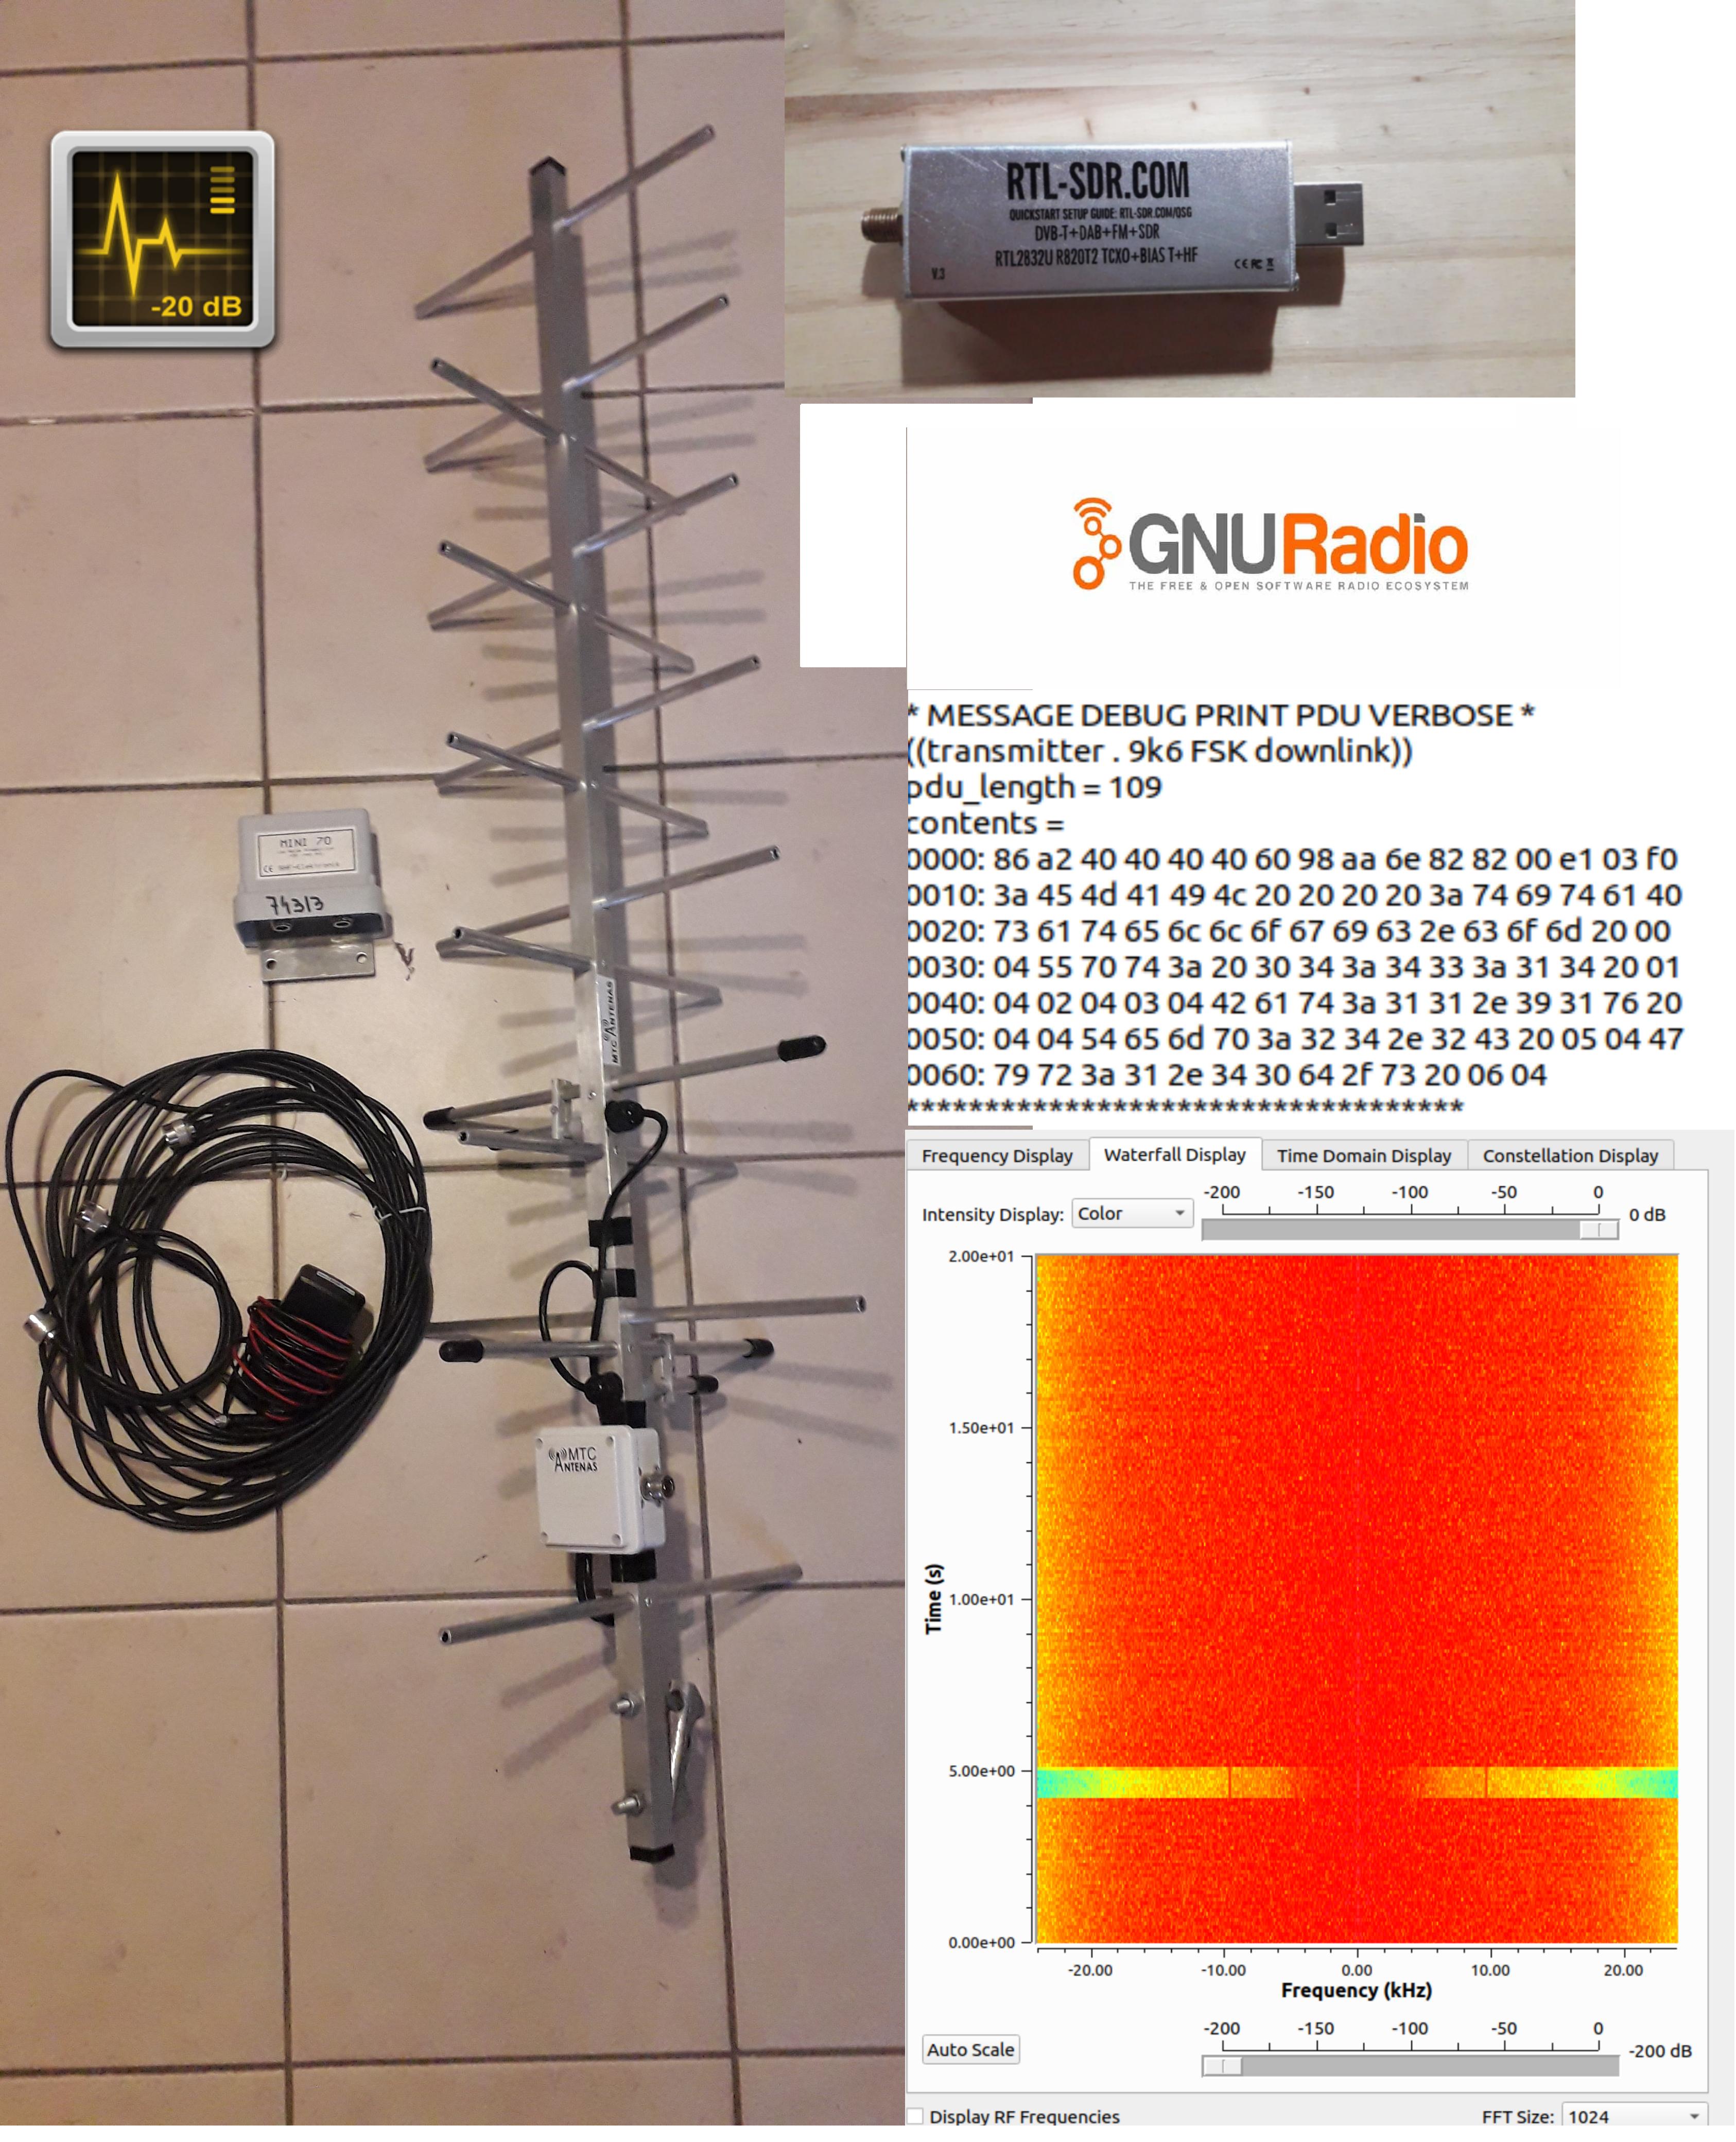 -20 dB
RTL-SDR.COM
QUICKSTART SETUP GUIDE: RTL-SDR.COM/QSG
DVB-T+DAB+FM+SDR
RTL2832U R820T2 TCXO+BIAS T+HF
V.3
CE FC
GNURadio
THE FREE & OPEN SOFTWARE RADIO ECOSYSTEM
MINI 70
CE
74313
MTC ANTENAS
MTC
ANTENAS
* MESSAGE DEBUG PRINT PDU VERBOSE *
((transmitter . 9k6 FSK downlink))
pdu_length = 109
contents =
0000: 86 a2 40 40 40 40 60 98 aa 6e 82 82 00 e1 03 f0
0010: 3a 45 4d 41 49 4c 20 20 20 20 3a 74 69 74 61 40
0020: 73 61 74 65 6c 6c 6f 67 69 63 2e 63 6f 6d 20 00
0030: 04 55 70 74 3a 20 30 34 3a 34 33 3a 31 34 20 01
0040: 04 02 04 03 04 42 61 74 3a 31 31 2e 39 31 76 20
0050: 04 04 54 65 6d 70 3a 32 34 2e 32 43 20 05 04 47
0060: 79 72 3a 31 2e 34 30 64 2f 73 20 06 04
************************************
Frequency Display Waterfall Display Time Domain Display Constellation Display
-200 -150 -100 -50 0
Intensity Display: Color 0 dB
2.00e+01
1.50e+01
1.00e+01
5.00e+00
0.00e+00
Time (s)
-20.00 -10.00 0.00 10.00 20.00
Frequency (kHz)
-200 -150 -100 -50 0
Auto Scale -200 dB
Display RF Frequencies FFT Size: 1024